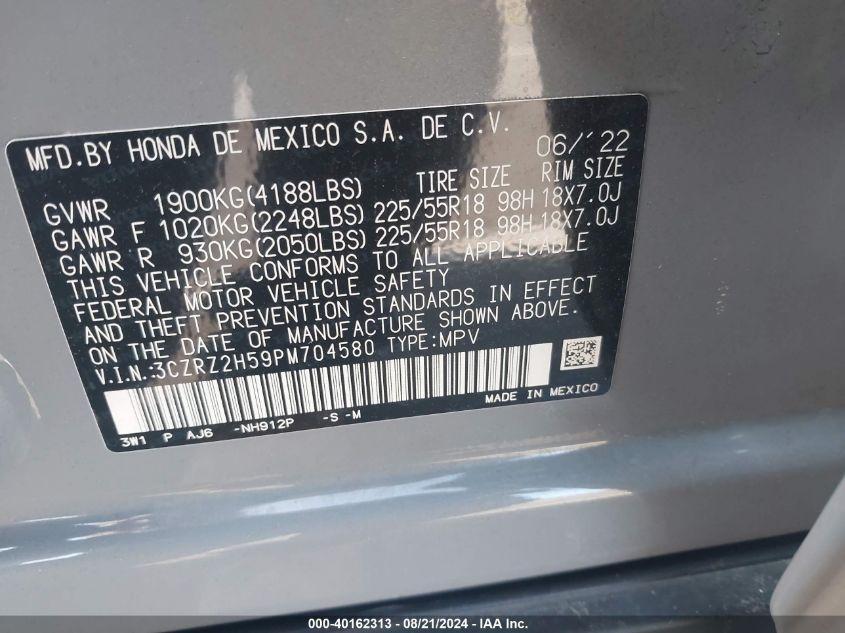 MFD.BY HONDA DE MEXICO S.A. DE C.V. 06/'22
TIRE SIZE RIM SIZE
GVWR 1900KG(4188LBS)
GAWR F 1020KG(2248LBS) 225/55R18 98H 18X7.0J
GAWR R 930KG(2050LBS) 225/55R18 98H 18X7.0J
THIS VEHICLE CONFORMS TO ALL APPLICABLE
FEDERAL MOTOR VEHICLE SAFETY
AND THEFT PREVENTION STANDARDS IN EFFECT
ON THE DATE OF MANUFACTURE SHOWN ABOVE.
V.I.N.:3CZRZ2H59PM704580 TYPE:MPV
MADE IN MEXICO
3W1 P AJ6 -NH912P -S -M
000-40162313 - 08/21/2024 - IAA Inc.